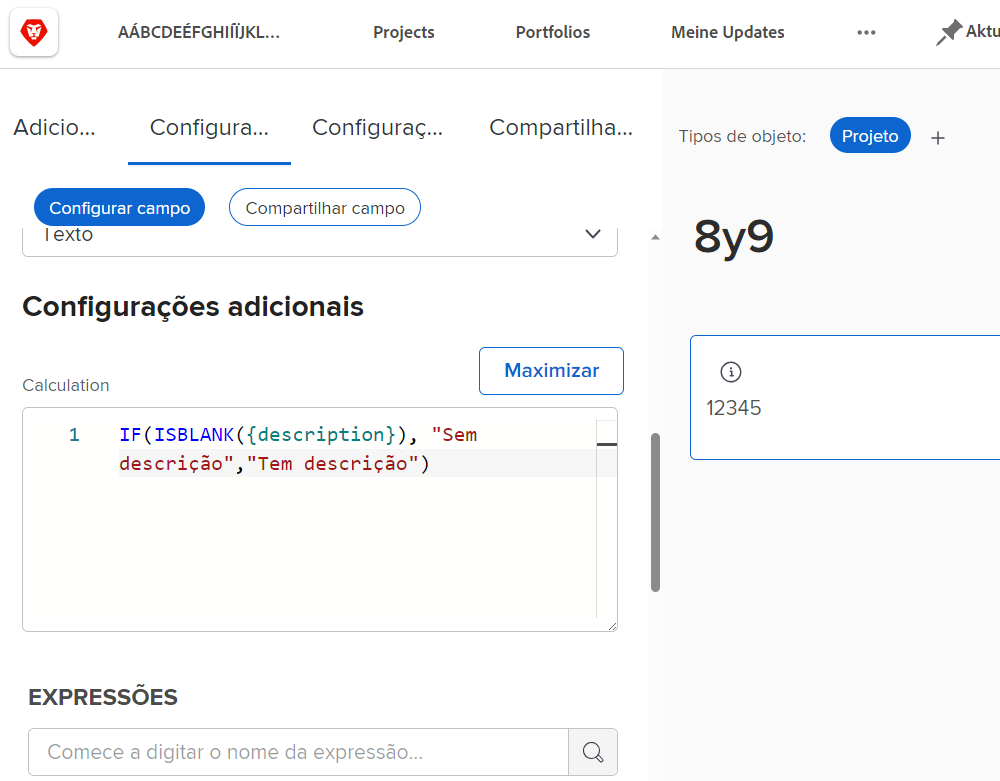 AÁBCDEÉFGHIÍÏJKL...
Projects
Portfolios
Meine Updates
Aktu
Adicio...
Configura...
Configuraç...
Compartilha...
Tipos de objeto:
Projeto
Configurar campo
Compartilhar campo
Texto
8y9
Configurações adicionais
Maximizar
Calculation
12345
1
IF(ISBLANK({description}), "Sem
descrição","Tem descrição")
EXPRESSÕES
Comece a digitar o nome da expressão...